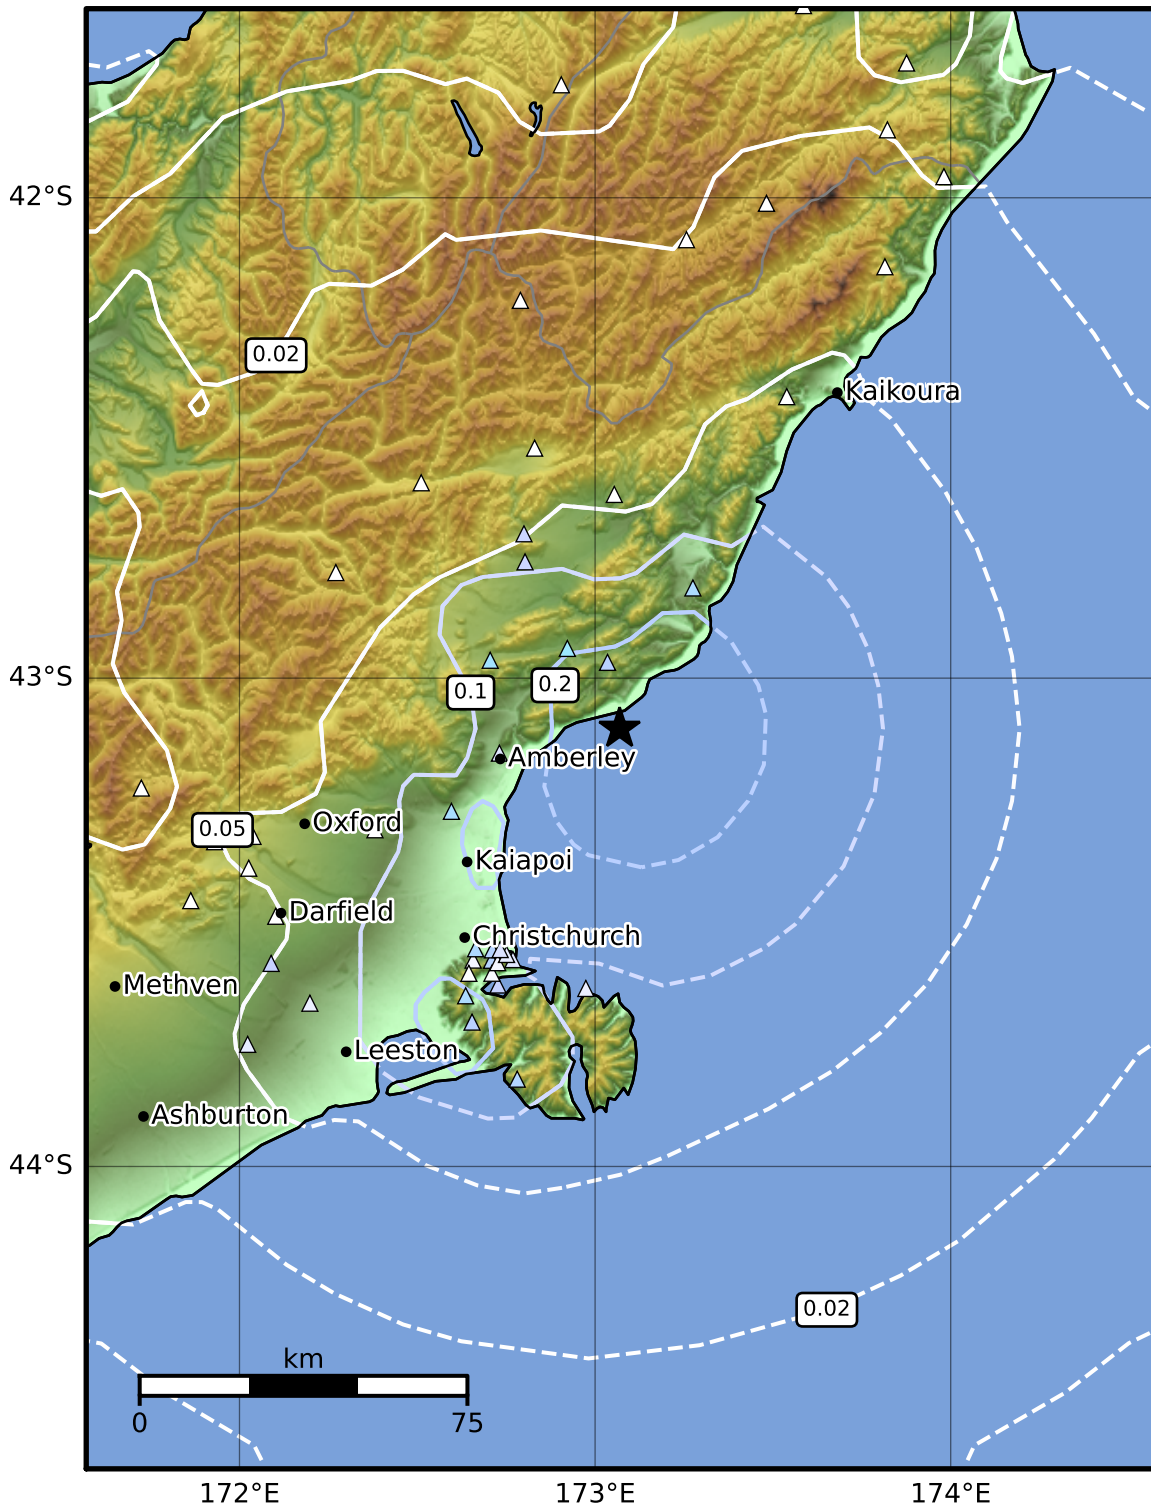 42°S
0.02
Kaikoura
43°S
0.1
0.2
Amberley
0.05
Oxford
Kaiapoi
Darfield
Christchurch
Methven
Leeston
Ashburton
44°S
0.02
km
0
75
172°E
173°E
174°E